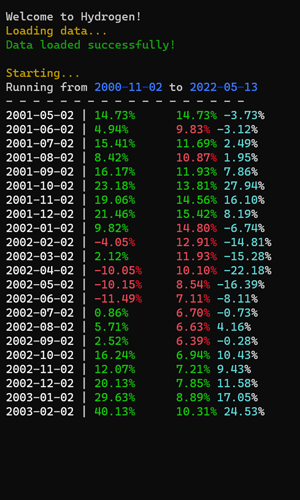 Welcome to Hydrogen!
Loading data...
Data loaded successfully!
Starting...
Running from 2000-11-02 to 2022-05-13
- - - - - - - - - - - - - - - - - - - -
2001-05-02 | 14.73% 14.73% -3.73%
2001-06-02 | 4.94% 9.83% -3.12%
2001-07-02 | 15.41% 11.69% 2.49%
2001-08-02 | 8.42% 10.87% 1.95%
2001-09-02 | 16.17% 11.93% 7.86%
2001-10-02 | 23.18% 13.81% 27.94%
2001-11-02 | 19.06% 14.56% 16.10%
2001-12-02 | 21.46% 15.42% 8.19%
2002-01-02 | 9.82% 14.80% -6.74%
2002-02-02 | -4.05% 12.91% -14.81%
2002-03-02 | 2.12% 11.93% -15.28%
2002-04-02 | -10.05% 10.10% -22.18%
2002-05-02 | -10.15% 8.54% -16.39%
2002-06-02 | -11.49% 7.11% -8.11%
2002-07-02 | 0.86% 6.70% -0.73%
2002-08-02 | 5.71% 6.63% 4.16%
2002-09-02 | 2.52% 6.39% -0.28%
2002-10-02 | 16.24% 6.94% 10.43%
2002-11-02 | 12.07% 7.21% 9.43%
2002-12-02 | 20.13% 7.85% 11.58%
2003-01-02 | 29.63% 8.89% 17.05%
2003-02-02 | 40.13% 10.31% 24.53%